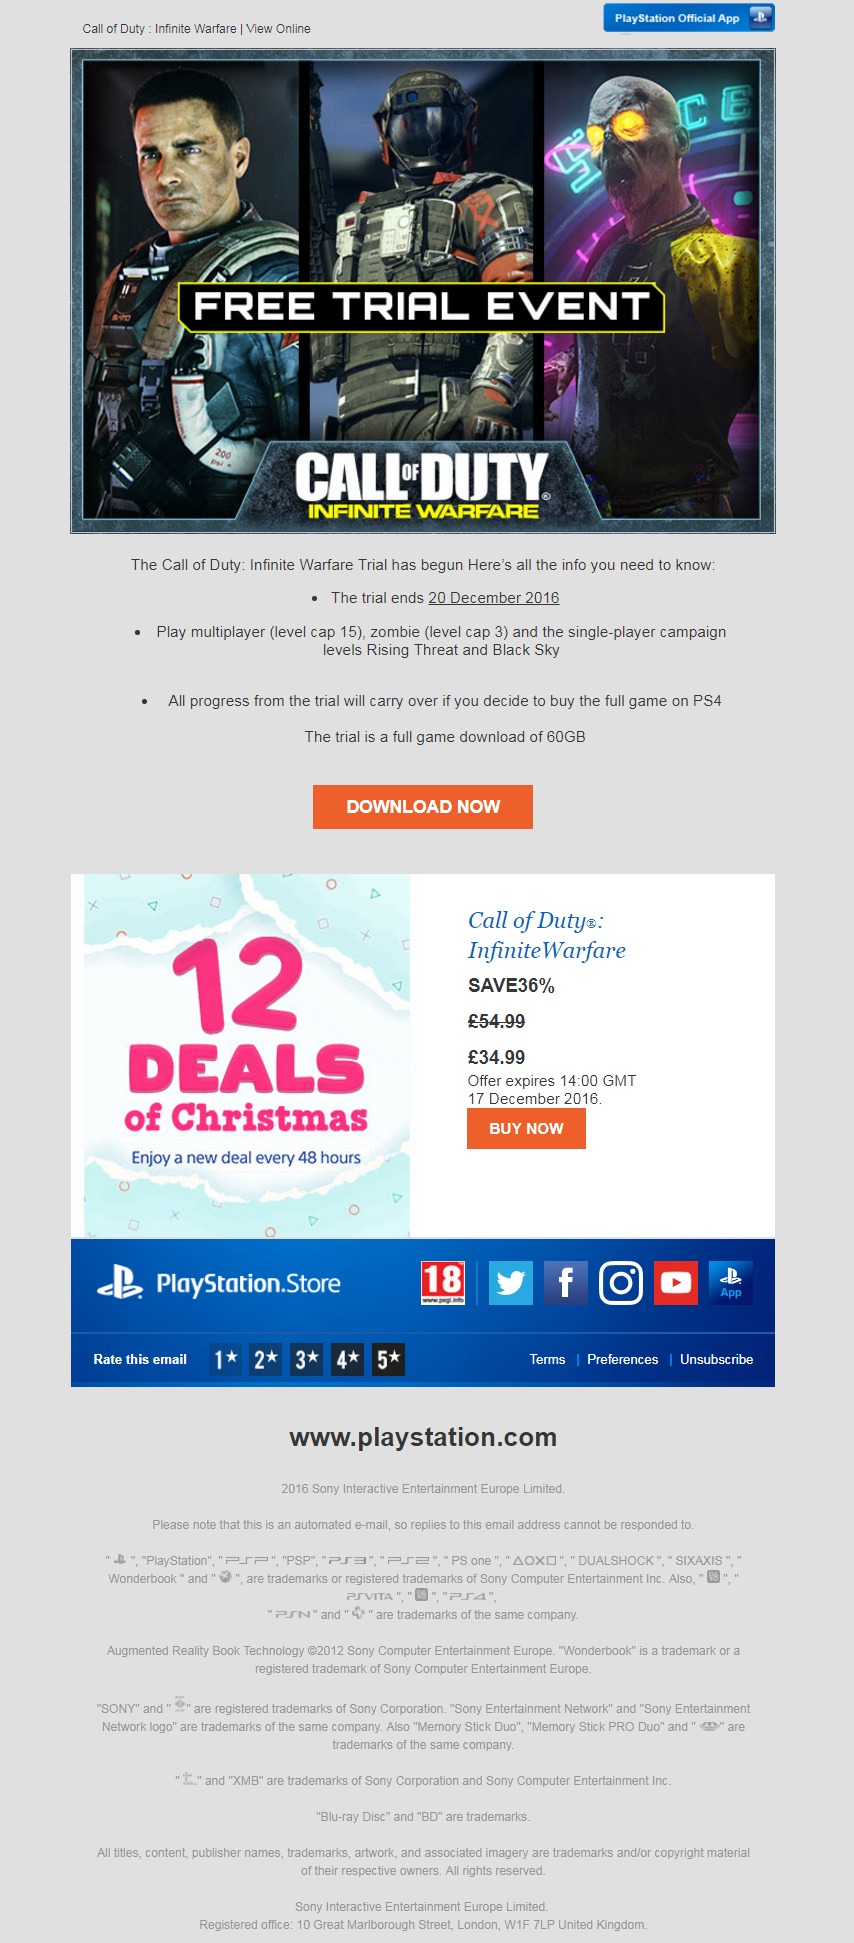 Call of Duty : Infinite Warfare | View Online
PlayStation Official App
SPACE
200
psi +
FREE TRIAL EVENT
CALL OF DUTY®
INFINITE WARFARE
The Call of Duty: Infinite Warfare Trial has begun Here’s all the info you need to know:
• The trial ends 20 December 2016
• Play multiplayer (level cap 15), zombie (level cap 3) and the single-player campaign
levels Rising Threat and Black Sky
• All progress from the trial will carry over if you decide to buy the full game on PS4
The trial is a full game download of 60GB
DOWNLOAD NOW
12
DEALS
of Christmas
Enjoy a new deal every 48 hours
Call of Duty®:
InfiniteWarfare
SAVE36%
£54.99
£34.99
Offer expires 14:00 GMT
17 December 2016.
BUY NOW
PlayStation.Store
18
www.pegi.info
App
Rate this email 1★ 2★ 3★ 4★ 5★
Terms | Preferences | Unsubscribe
www.playstation.com
2016 Sony Interactive Entertainment Europe Limited.
Please note that this is an automated e-mail, so replies to this email address cannot be responded to.
" ", "PlayStation", " PSP ", "PSP", " PS3 ", " PS2 ", " PS one ", " △O✕□ ", " DUALSHOCK ", " SIXAXIS ", "
Wonderbook " and " ", are trademarks or registered trademarks of Sony Computer Entertainment Inc. Also, " ", "
PSVITA ", " ", " PS4 ",
" PSN " and " " are trademarks of the same company.
Augmented Reality Book Technology ©2012 Sony Computer Entertainment Europe. "Wonderbook" is a trademark or a
registered trademark of Sony Computer Entertainment Europe.
"SONY" and " " are registered trademarks of Sony Corporation. "Sony Entertainment Network" and "Sony Entertainment
Network logo" are trademarks of the same company. Also "Memory Stick Duo", "Memory Stick PRO Duo" and " " are
trademarks of the same company.
" " and "XMB" are trademarks of Sony Corporation and Sony Computer Entertainment Inc.
"Blu-ray Disc" and "BD" are trademarks.
All titles, content, publisher names, trademarks, artwork, and associated imagery are trademarks and/or copyright material
of their respective owners. All rights reserved.
Sony Interactive Entertainment Europe Limited.
Registered office: 10 Great Marlborough Street, London, W1F 7LP United Kingdom.